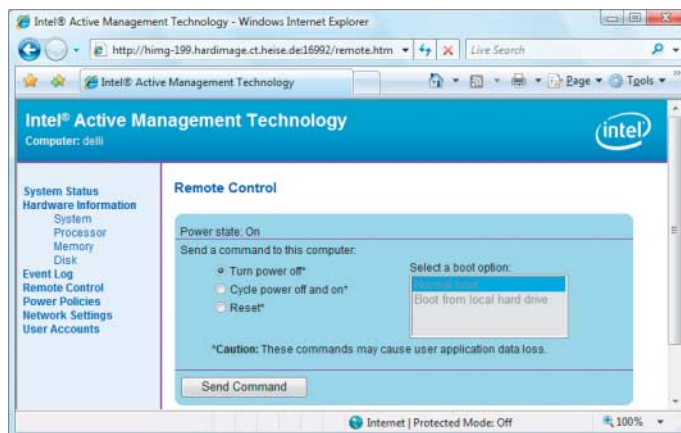 Intel® Active Management Technology - Windows Internet Explorer
http://himg-199.hardimage.ct.heise.de:16992/remote.htm
Live Search
Intel® Active Management Technology
Page
Tools
Intel® Active Management Technology
Computer: delli
intel
System Status
Hardware Information
System
Processor
Memory
Disk
Event Log
Remote Control
Power Policies
Network Settings
User Accounts
Remote Control
Power state: On
Send a command to this computer:
Turn power off*
Cycle power off and on*
Reset*
Select a boot option:
Normal boot
Boot from local hard drive
*Caution: These commands may cause user application data loss.
Send Command
Internet | Protected Mode: Off
100%